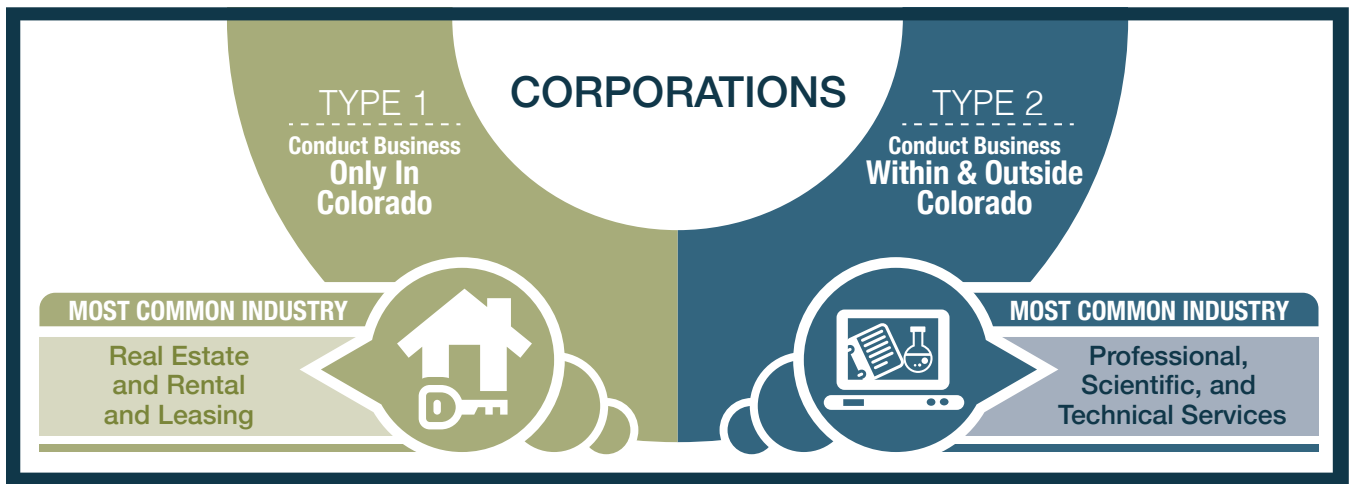 CORPORATIONS
TYPE 1
Conduct Business
Only In
Colorado
TYPE 2
Conduct Business
Within & Outside
Colorado
MOST COMMON INDUSTRY
Real Estate
and Rental
and Leasing
MOST COMMON INDUSTRY
Professional,
Scientific, and
Technical Services